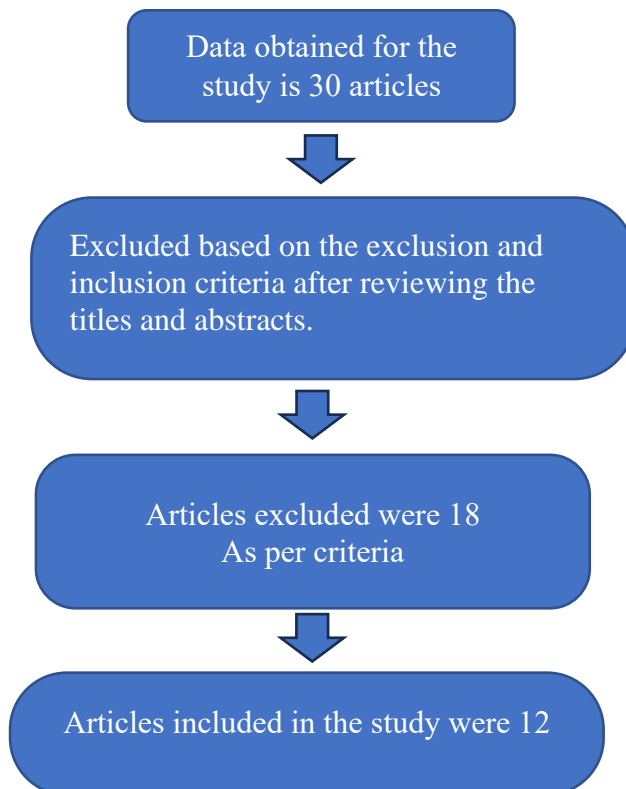 Data obtained for the
study is 30 articles
Excluded based on the exclusion and
inclusion criteria after reviewing the
titles and abstracts.
Articles excluded were 18
As per criteria
Articles included in the study were 12